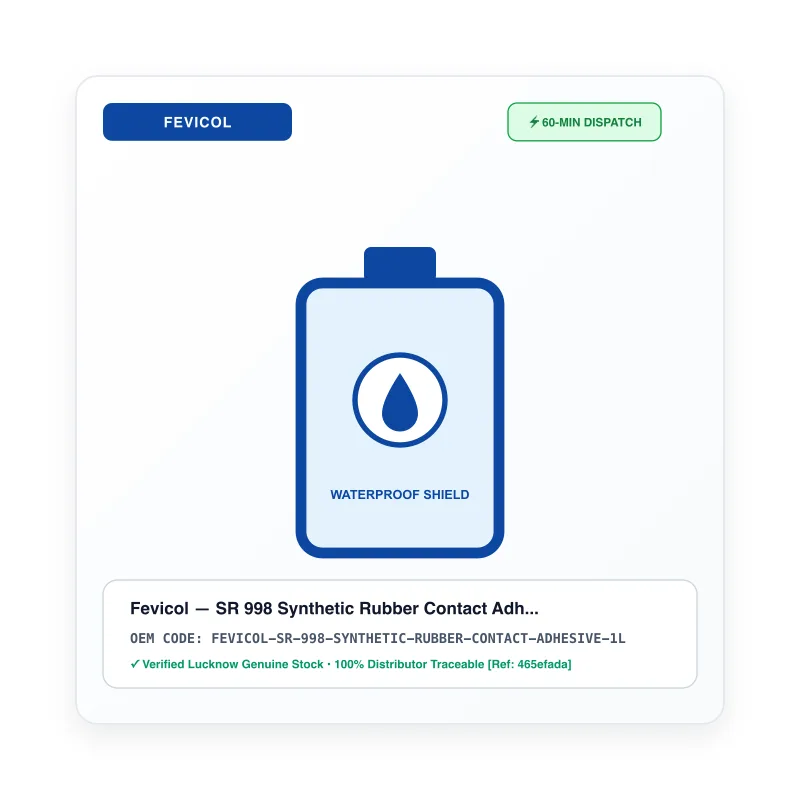 FEVICOL
⚡ 60-MIN DISPATCH
WATERPROOF SHIELD
Fevicol — SR 998 Synthetic Rubber Contact Adh...
OEM CODE: FEVICOL-SR-998-SYNTHETIC-RUBBER-CONTACT-ADHESIVE-1L
✓ Verified Lucknow Genuine Stock · 100% Distributor Traceable [Ref: 465efada]